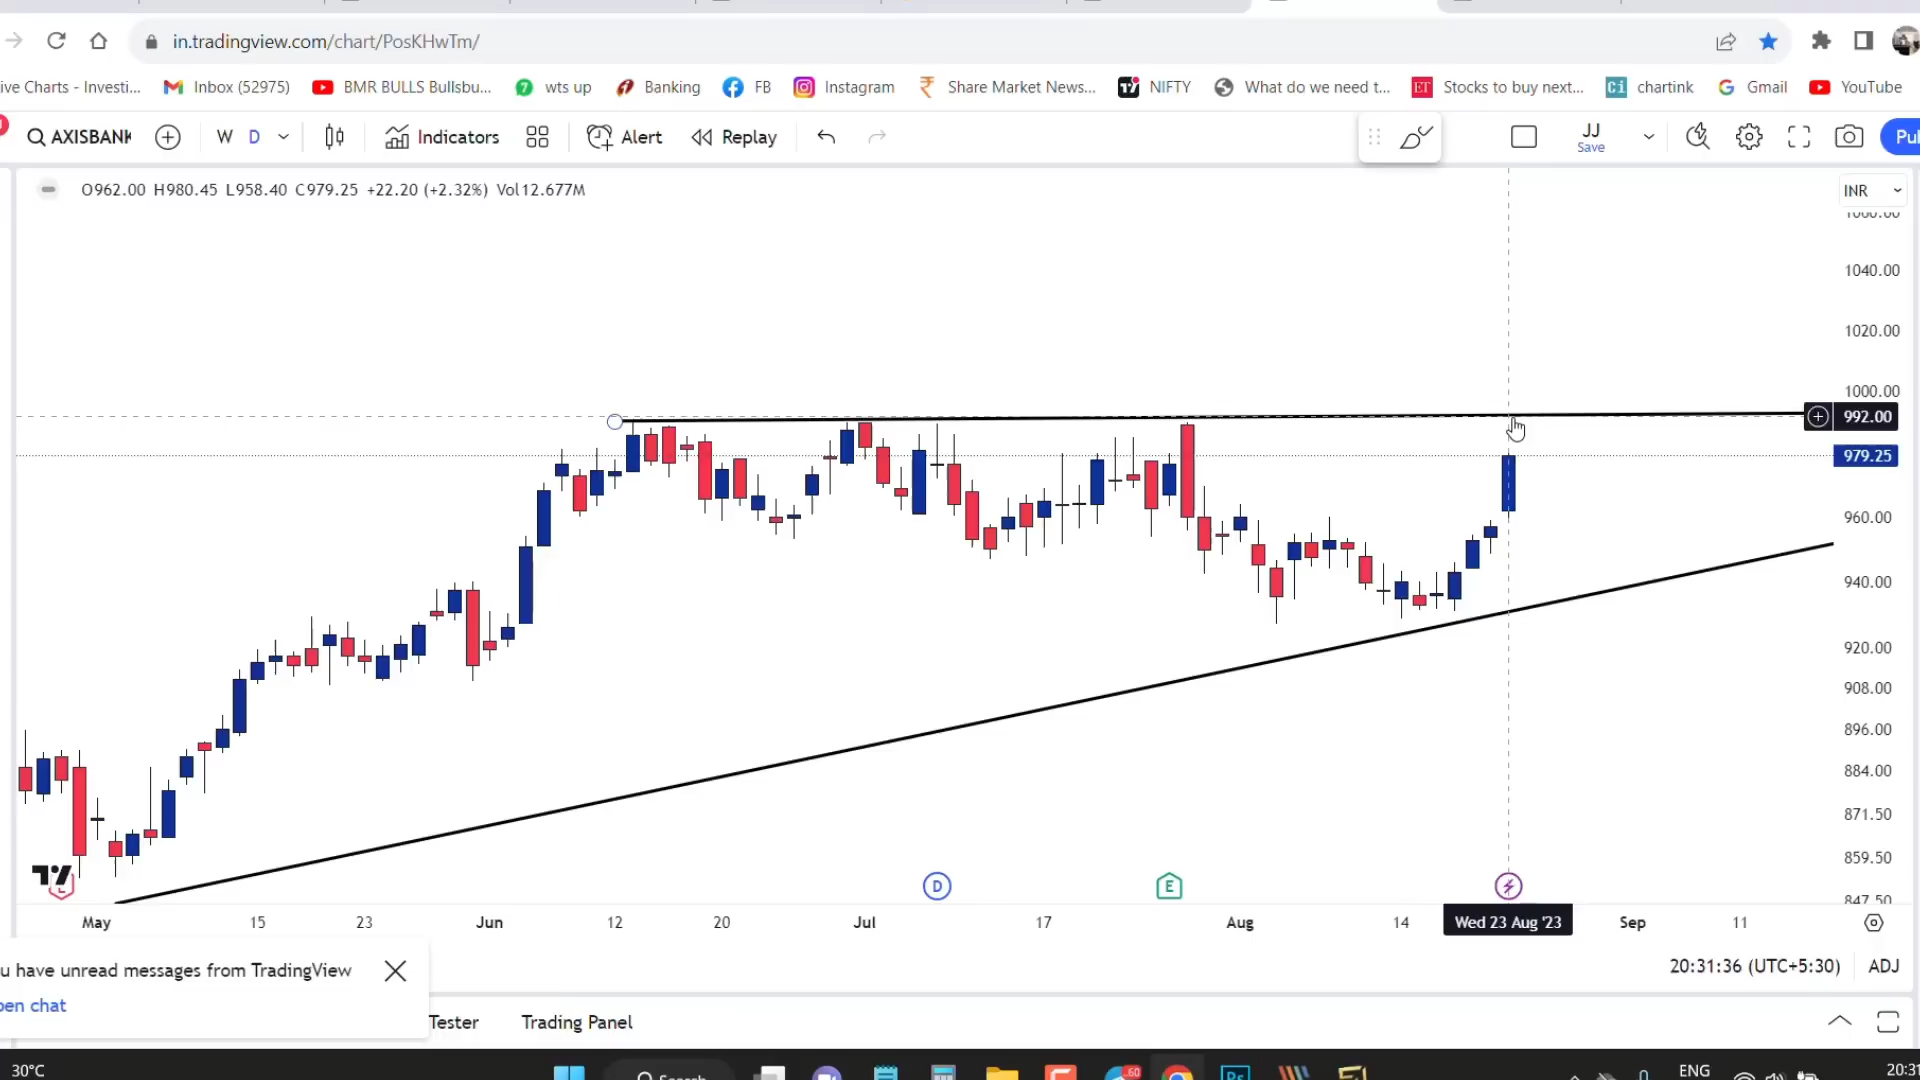 in.tradingview.com/chart/PosKHwTm/
ive Charts - Investi... Inbox (52975) BMR BULLS Bullsbu... wts up Banking FB Instagram Share Market News... NIFTY What do we need t... Stocks to buy next... chartink Gmail YouTube
AXISBANK W D Indicators Alert Replay JJ Save Pu
O962.00 H980.45 L958.40 C979.25 +22.20 (+2.32%) Vol12.677M
INR
1060.00
1040.00
1020.00
1000.00
992.00
979.25
960.00
940.00
920.00
908.00
896.00
884.00
871.50
859.50
847.50
D E
May 15 23 Jun 12 20 Jul 17 Aug 14 Wed 23 Aug '23 Sep 11
u have unread messages from TradingView
20:31:36 (UTC+5:30) ADJ
pen chat
Tester Trading Panel
30°C Search 60 Ps ENG 20:31